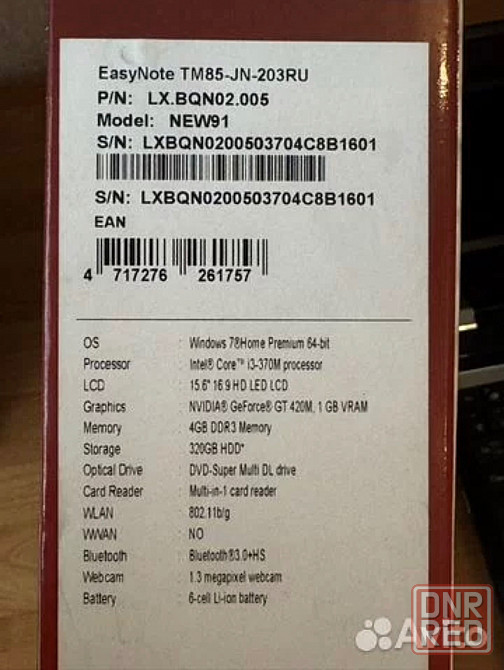 EasyNote TM85-JN-203RU
P/N: LX.BQN02.005
Model: NEW91
S/N: LXBQN0200503704C8B1601
S/N: LXBQN0200503704C8B1601
EAN
4 717276 261757
OS : Windows 7®Home Premium 64-bit
Processor : Intel® Core™ i3-370M processor
LCD : 15.6" 16:9 HD LED LCD
Graphics : NVIDIA® GeForce® GT 420M, 1 GB VRAM
Memory : 4GB DDR3 Memory
Storage : 320GB HDD*
Optical Drive : DVD-Super Multi DL drive
Card Reader : Multi-in-1 card reader
WLAN : 802.11b/g
WWAN : NO
Bluetooth : Bluetooth®3.0+HS
Webcam : 1.3 megapixel webcam
Battery : 6-cell Li-ion battery
DNR